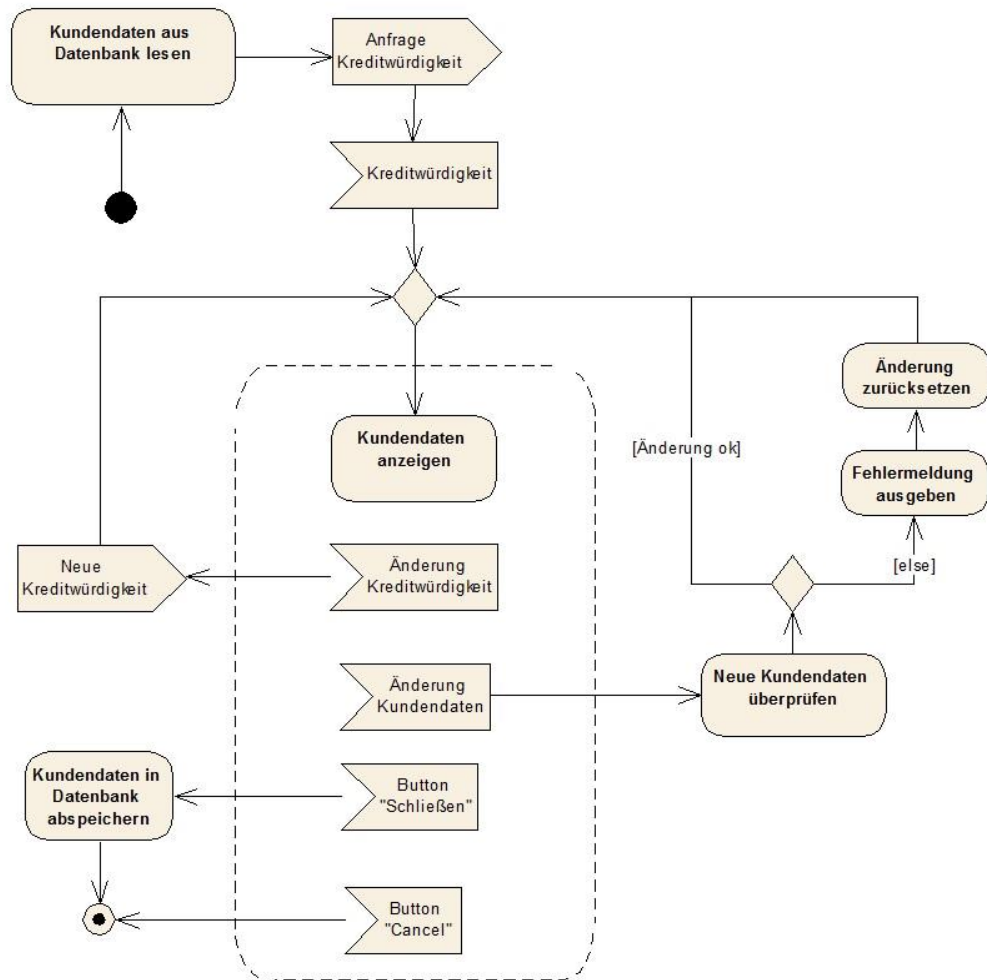 Kundendaten aus
Datenbank lesen
Anfrage
Kreditwürdigkeit
Kreditwürdigkeit
Kundendaten
anzeigen
[Änderung ok]
Änderung
zurücksetzen
Fehlermeldung
ausgeben
[else]
Neue
Kreditwürdigkeit
Änderung
Kreditwürdigkeit
Änderung
Kundendaten
Neue Kundendaten
überprüfen
Kundendaten in
Datenbank
abspeichern
Button
"Schließen"
Button
"Cancel"